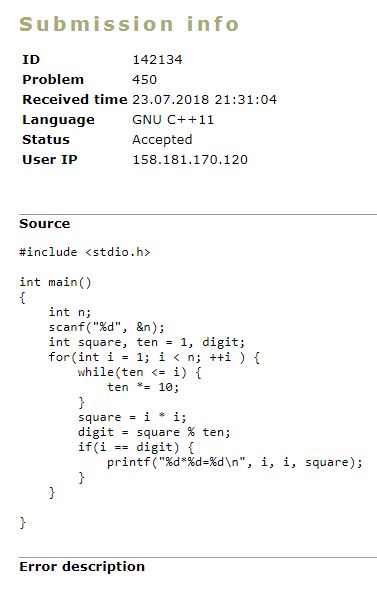 Submission info
ID 142134
Problem 450
Received time 23.07.2018 21:31:04
Language GNU C++11
Status Accepted
User IP 158.181.170.120
Source
#include <stdio.h>
int main()
{
    int n;
    scanf("%d", &n);
    int square, ten = 1, digit;
    for(int i = 1; i < n; ++i ) {
        while(ten <= i) {
            ten *= 10;
        }
        square = i * i;
        digit = square % ten;
        if(i == digit) {
            printf("%d*%d=%d\n", i, i, square);
        }
    }
}
Error description